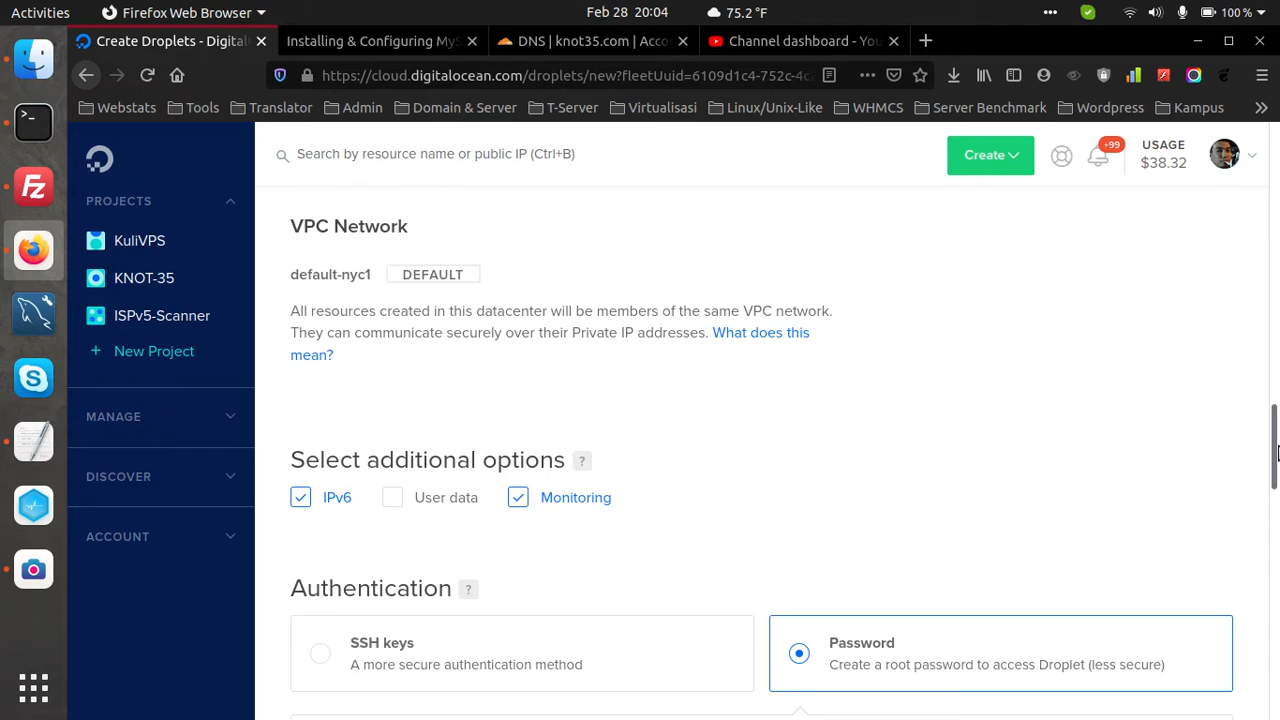 Activities
Firefox Web Browser
Feb 28 20:04
75.2 °F
100 %
Create Droplets - Digital
Installing & Configuring MyS
DNS | knot35.com | Acco
Channel dashboard - You
https://cloud.digitalocean.com/droplets/new?fleetUuid=6109d1c4-752c-4c2
Webstats
Tools
Translator
Admin
Domain & Server
T-Server
Virtualisasi
Linux/Unix-Like
WHMCS
Server Benchmark
Wordpress
Kampus
PROJECTS
KuliVPS
KNOT-35
ISPv5-Scanner
+ New Project
MANAGE
DISCOVER
ACCOUNT
Search by resource name or public IP (Ctrl+B)
Create
+99
USAGE
$38.32
VPC Network
default-nyc1 DEFAULT
All resources created in this datacenter will be members of the same VPC network.
They can communicate securely over their Private IP addresses. What does this
mean?
Select additional options ?
IPv6
User data
Monitoring
Authentication ?
SSH keys
A more secure authentication method
Password
Create a root password to access Droplet (less secure)